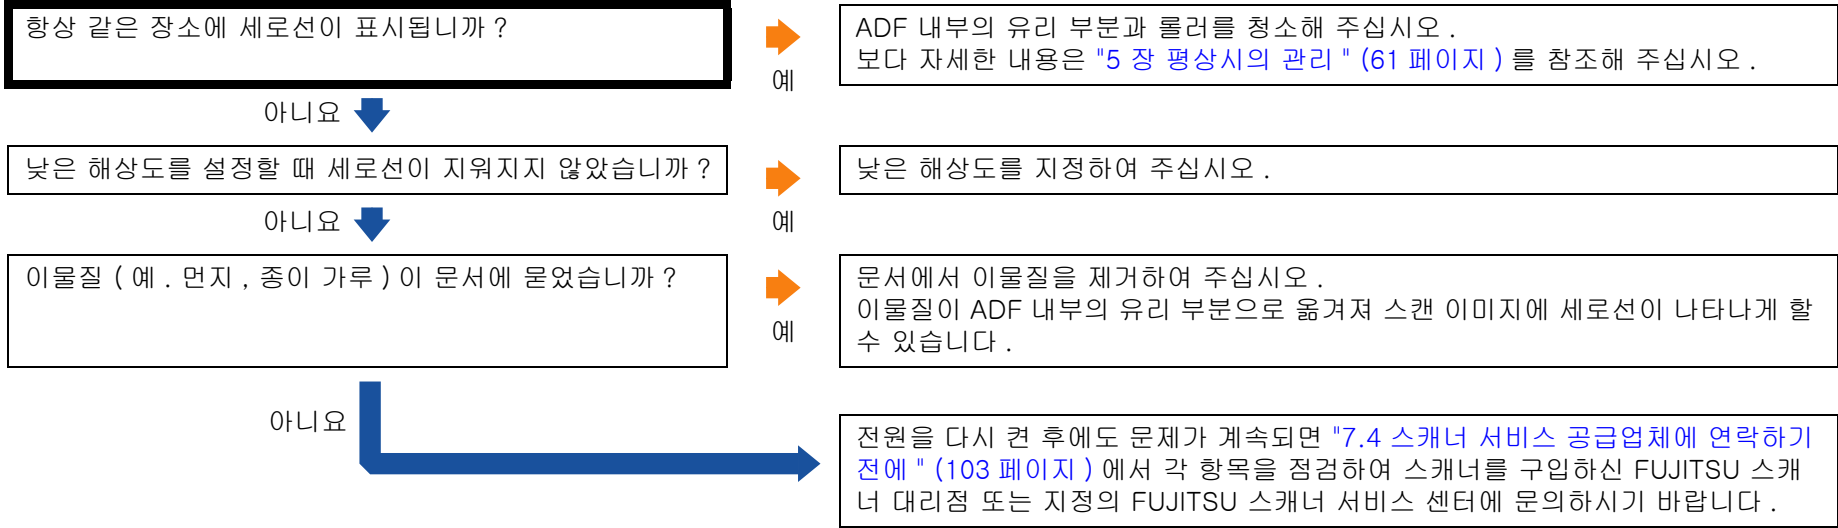 항상 같은 장소에 세로선이 표시됩니까 ?
예
ADF 내부의 유리 부분과 롤러를 청소해 주십시오 .
보다 자세한 내용은 "5 장 평상시의 관리 " (61 페이지 ) 를 참조해 주십시오 .
아니요
낮은 해상도를 설정할 때 세로선이 지워지지 않았습니까 ?
예
낮은 해상도를 지정하여 주십시오 .
아니요
이물질 ( 예 . 먼지 , 종이 가루 ) 이 문서에 묻었습니까 ?
예
문서에서 이물질을 제거하여 주십시오 .
이물질이 ADF 내부의 유리 부분으로 옮겨져 스캔 이미지에 세로선이 나타나게 할
수 있습니다 .
아니요
전원을 다시 켠 후에도 문제가 계속되면 "7.4 스캐너 서비스 공급업체에 연락하기
전에 " (103 페이지 ) 에서 각 항목을 점검하여 스캐너를 구입하신 FUJITSU 스캐
너 대리점 또는 지정의 FUJITSU 스캐너 서비스 센터에 문의하시기 바랍니다 .